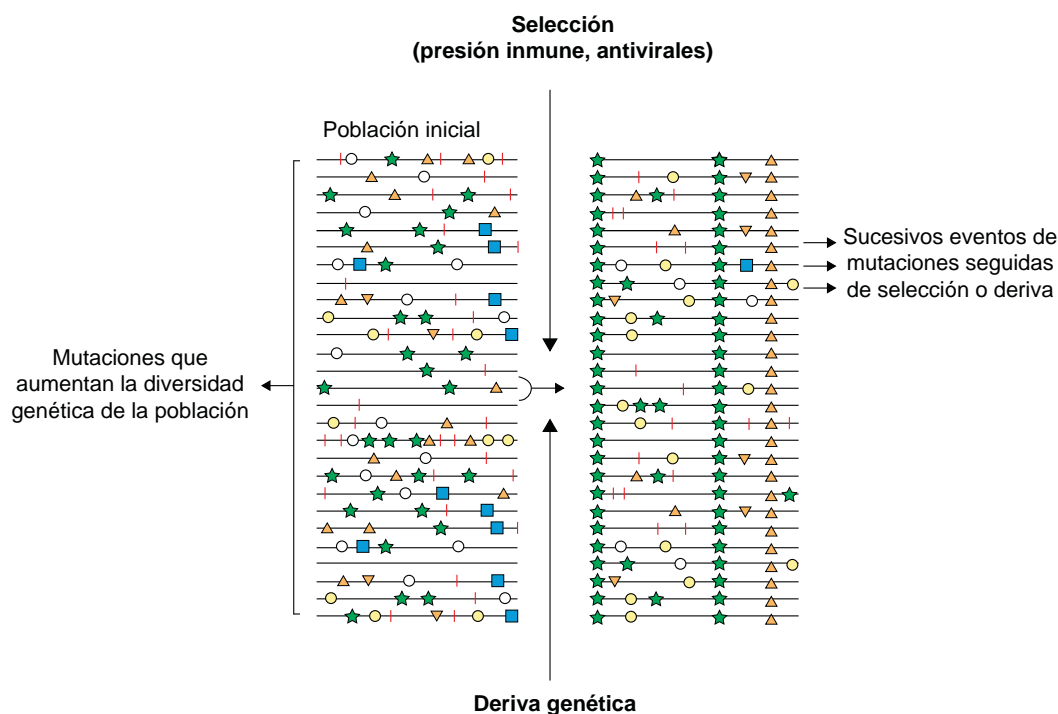 Selección
(presión inmune, antivirales)
Población inicial
Sucesivos eventos de
mutaciones seguidas
de selección o deriva
Mutaciones que
aumentan la diversidad
genética de la población
Deriva genética